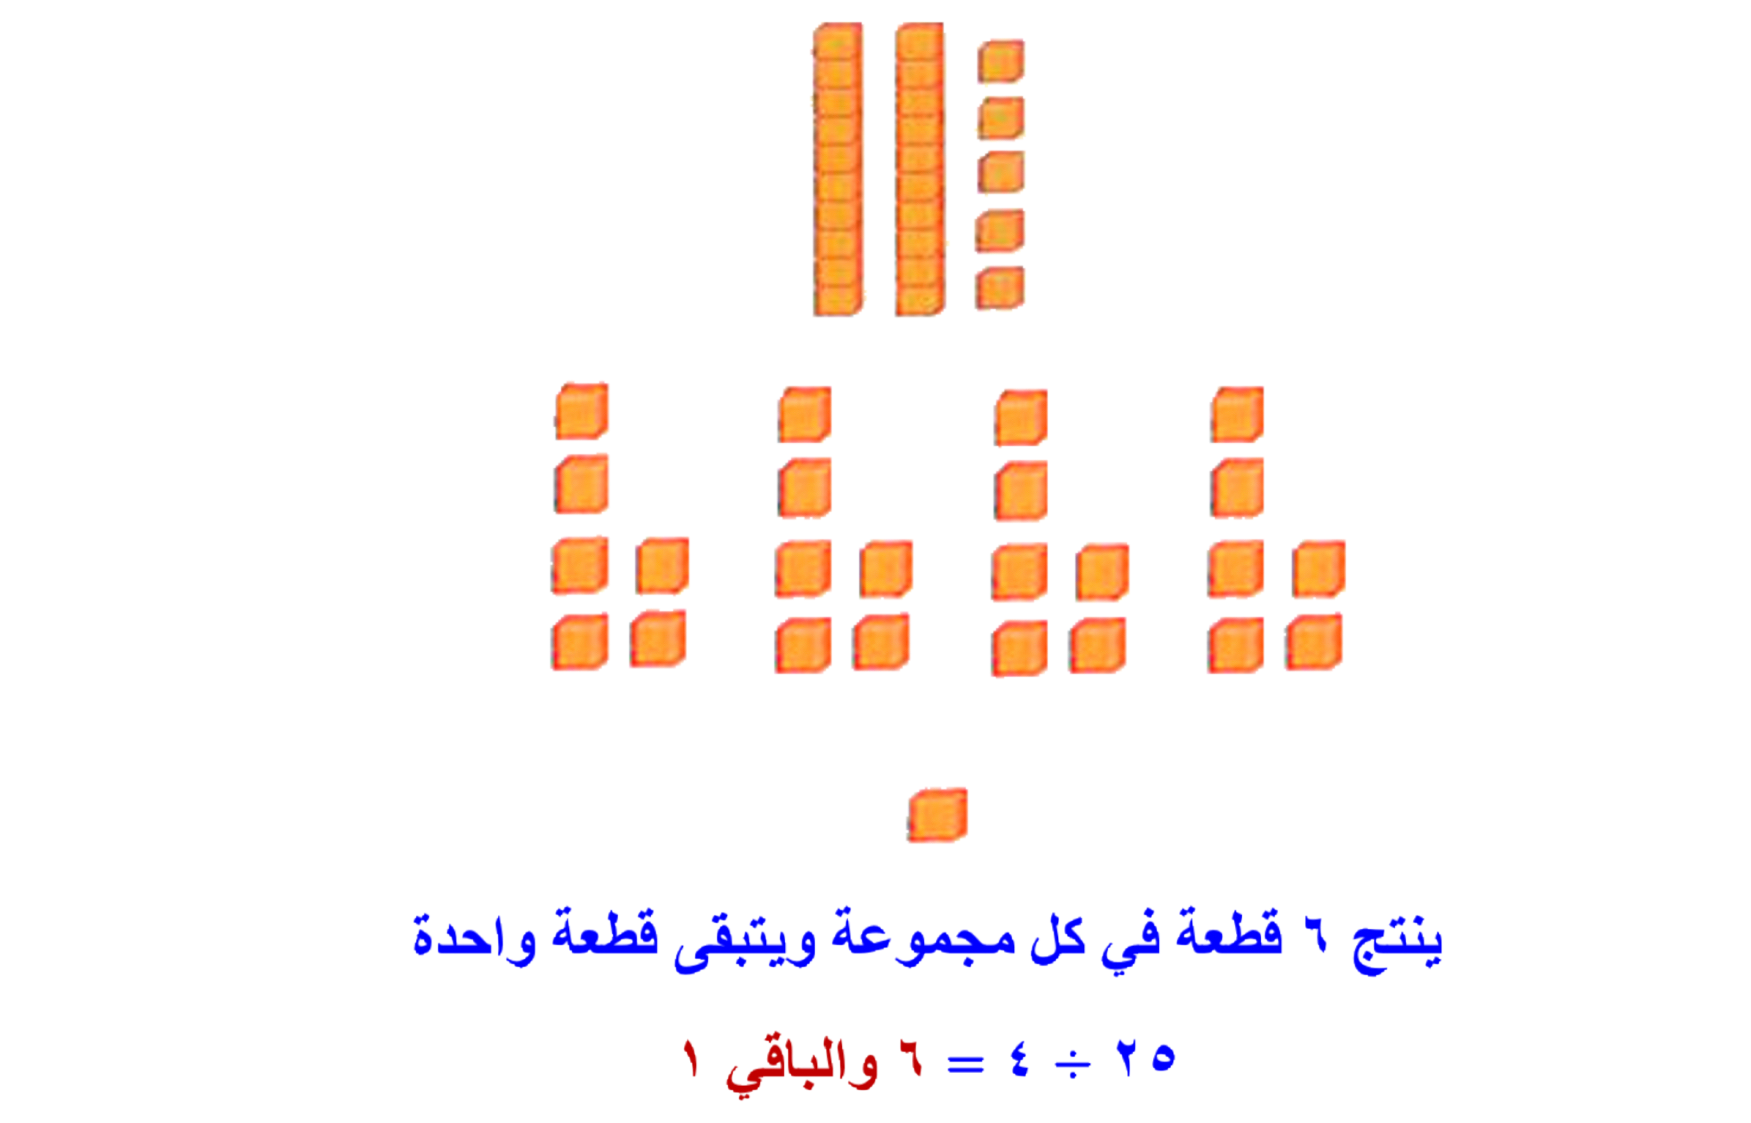 ينتج ٦ قطعة في كل مجموعة ويتبقى قطعة واحدة
٢٥ ÷ ٤ = ٦ والباقي ١